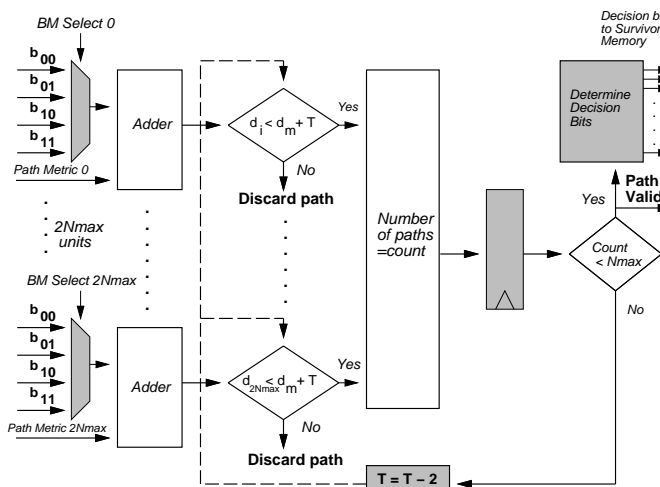 BM Select 0
b00
b01
b10
b11
Path Metric 0
Adder
di < dm + T
Yes
No
Discard path
2Nmax
units
BM Select 2Nmax
b00
b01
b10
b11
Path Metric 2Nmax
Adder
d2Nmax < dm + T
Yes
No
Discard path
Number
of paths
=count
T = T − 2
Count
< Nmax
Yes
No
Path
Valid
Determine
Decision
Bits
Decision b
to Survivo
Memory